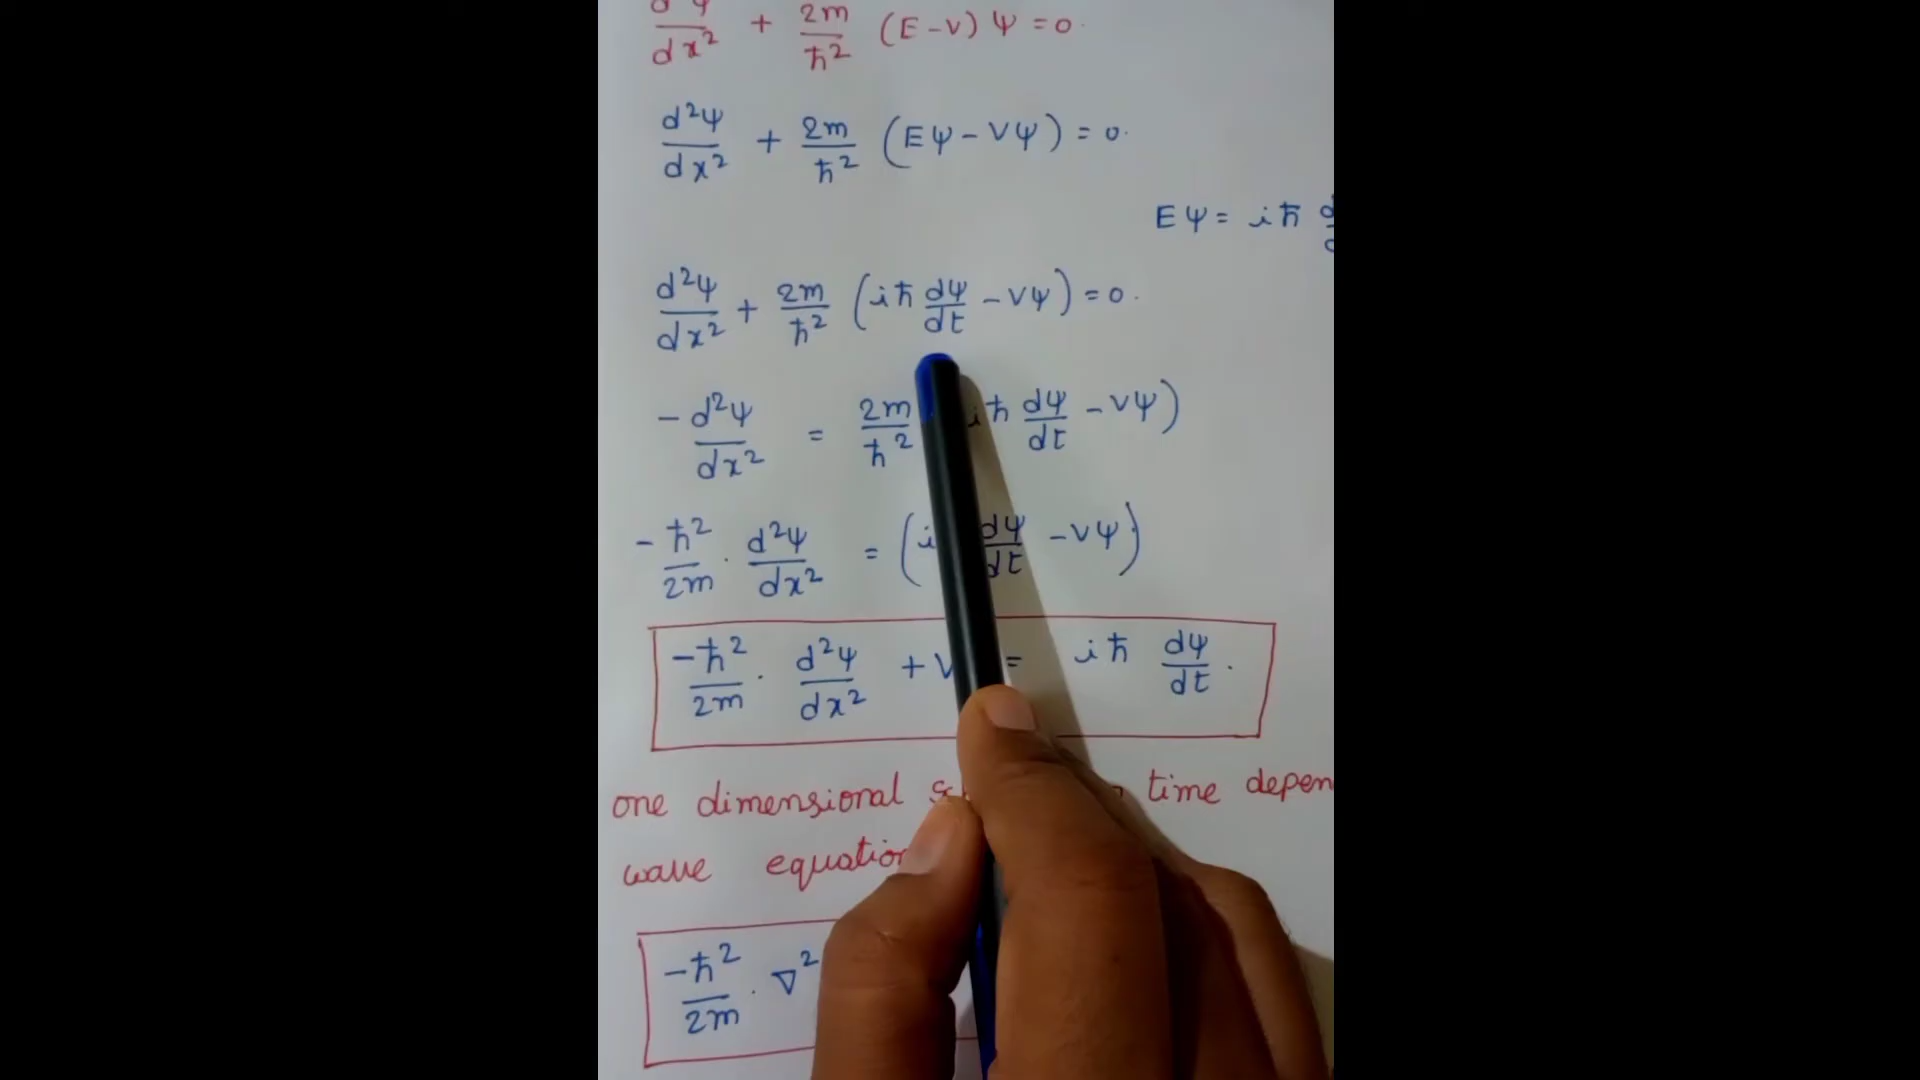 d ψ/dx² + 2m/ħ² (E-V) ψ = 0.
d²ψ/dx² + 2m/ħ² (Eψ - Vψ) = 0.
Eψ = iħ
d²ψ/dx² + 2m/ħ² (iħ dψ/dt - Vψ) = 0.
-d²ψ/dx² = 2m/ħ² iħ dψ/dt - Vψ)
-ħ²/2m · d²ψ/dx² = (i dψ/dt - Vψ)
-ħ²/2m · d²ψ/dx² + V = iħ dψ/dt .
one dimensional time depen
wave equation
-ħ²/2m · ∇²